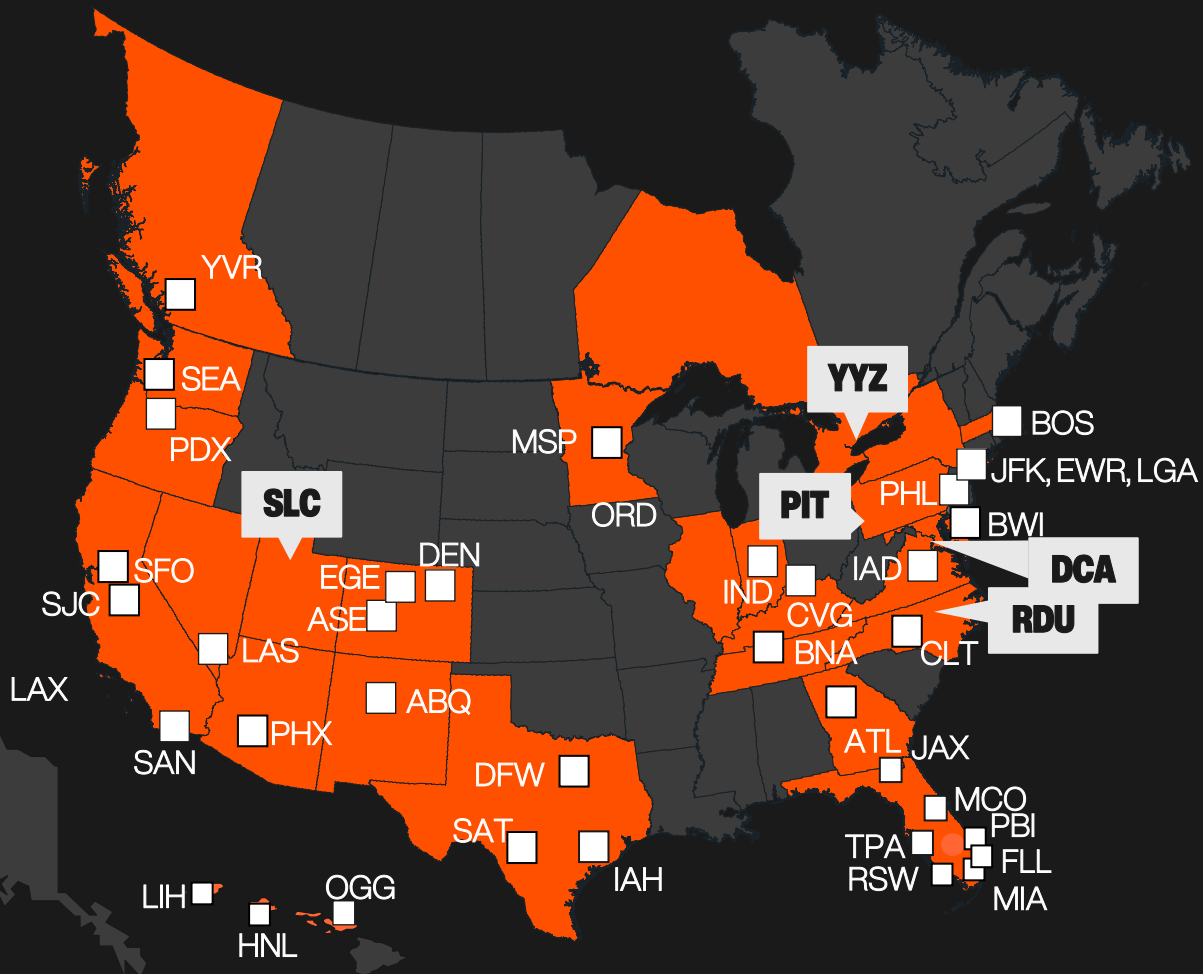 YVR
SEA
PDX
YYZ
BOS
MSP
JFK, EWR, LGA
PHL
SLC
PIT
ORD
BWI
DEN
SFO
EGE
IAD
DCA
SJC
ASE
IND
CVG
RDU
LAS
BNA
CLT
LAX
ABQ
PHX
SAN
ATL
JAX
DFW
MCO
SAT
PBI
TPA
FLL
RSW
IAH
MIA
LIH
OGG
HNL